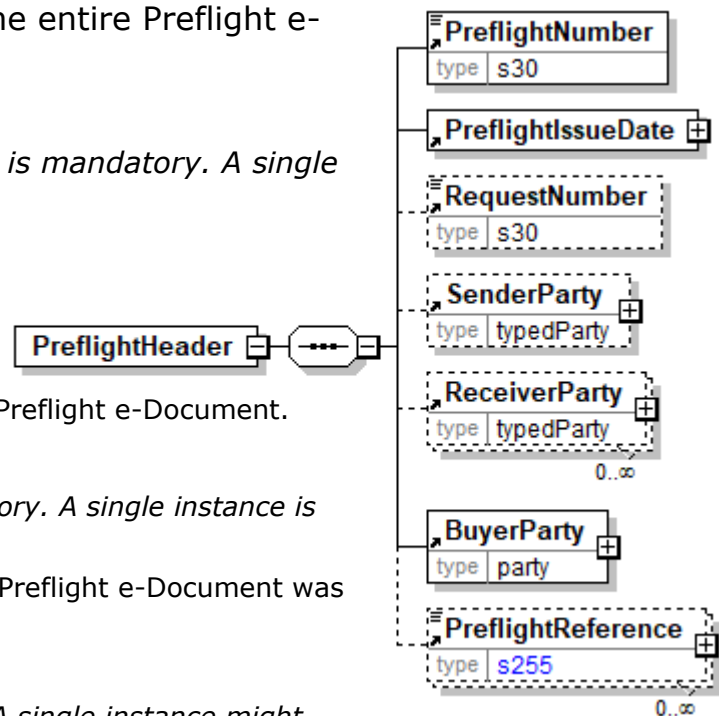 ne entire Preflight e-
is mandatory. A single
Preflight e-Document.
ory. A single instance is
Preflight e-Document was
A single instance might
PreflightHeader
PreflightNumber
type s30
PreflightIssueDate
RequestNumber
type s30
SenderParty
type typedParty
ReceiverParty
type typedParty
0..∞
BuyerParty
type party
PreflightReference
type s255
0..∞